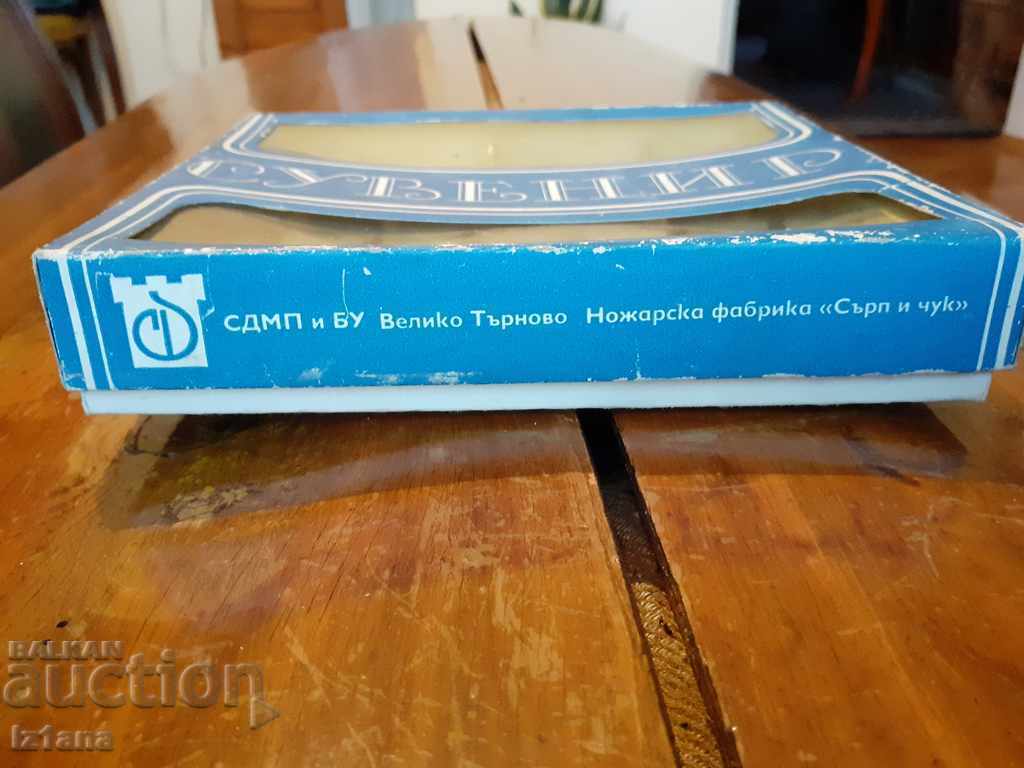 СУВЕНИР
СДМП и БУ Велико Търново Ножарска фабрика «Сърп и чук»
BALKAN
auction
iz1ana